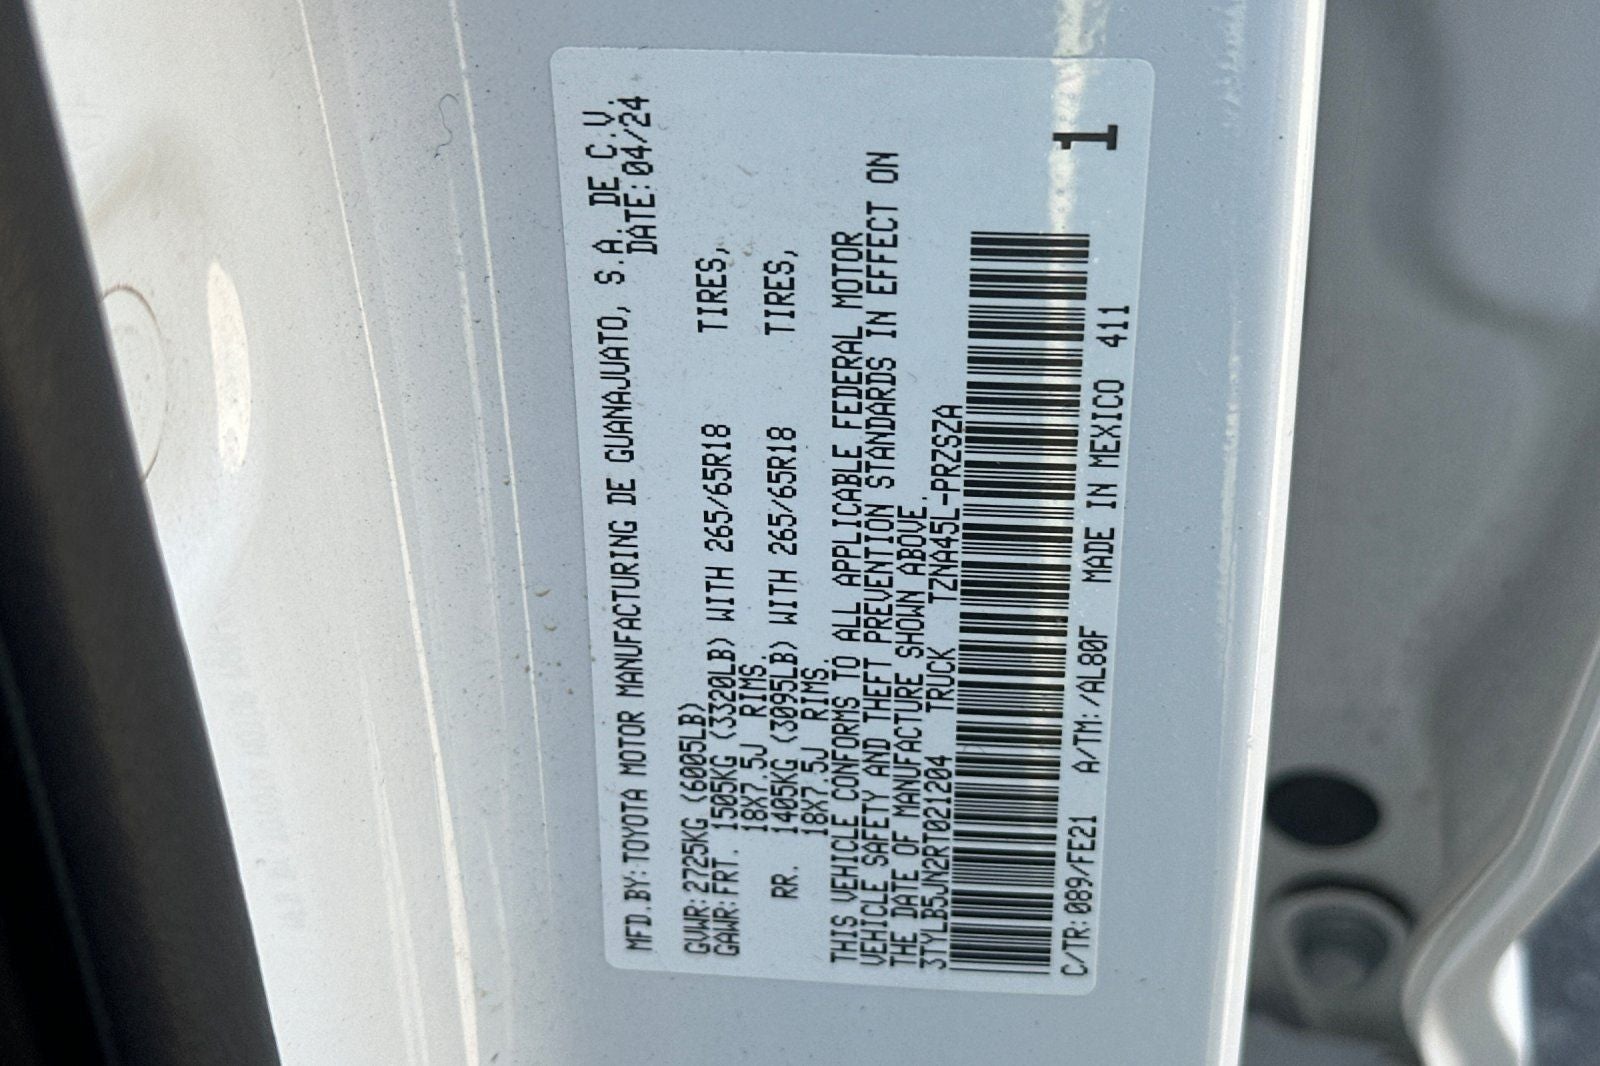 MFD.BY:TOYOTA MOTOR MANUFACTURING DE GUANAJUATO, S.A. DE C.V.
DATE:04/24
GVWR:2725KG (6005LB)
GAWR:FRT. 1505KG (3320LB) WITH 265/65R18 TIRES,
18X7.5J RIMS.
RR. 1405KG (3095LB) WITH 265/65R18 TIRES,
18X7.5J RIMS.
THIS VEHICLE CONFORMS TO ALL APPLICABLE FEDERAL MOTOR
VEHICLE SAFETY AND THEFT PREVENTION STANDARDS IN EFFECT ON
THE DATE OF MANUFACTURE SHOWN ABOVE.
3TYLB5JN2RT021204 TRUCK TZNA45L-PRZSZA
1
C/TR:089/FE21 A/TM:/AL80F MADE IN MEXICO 411